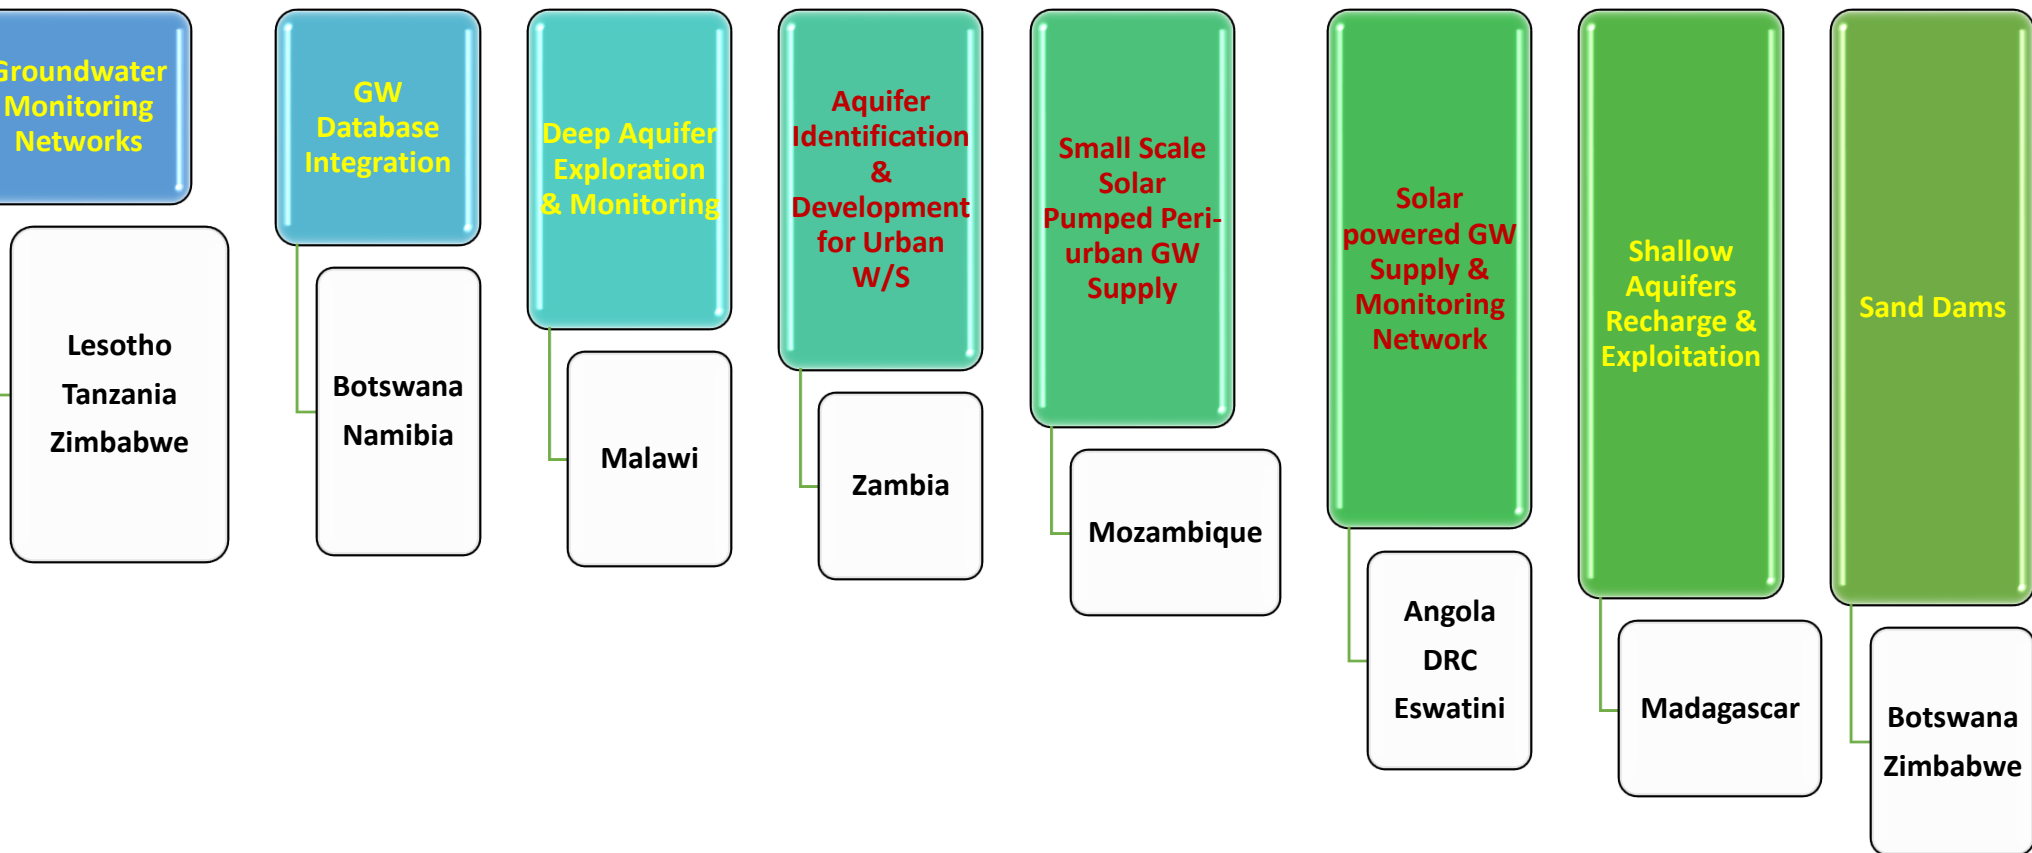 Groundwater
Monitoring
Networks
Lesotho
Tanzania
Zimbabwe
GW
Database
Integration
Botswana
Namibia
Deep Aquifer
Exploration
& Monitoring
Malawi
Aquifer
Identification
&
Development
for Urban
W/S
Zambia
Small Scale
Solar
Pumped Peri-
urban GW
Supply
Mozambique
Solar
powered GW
Supply &
Monitoring
Network
Angola
DRC
Eswatini
Shallow
Aquifers
Recharge &
Exploitation
Madagascar
Sand Dams
Botswana
Zimbabwe